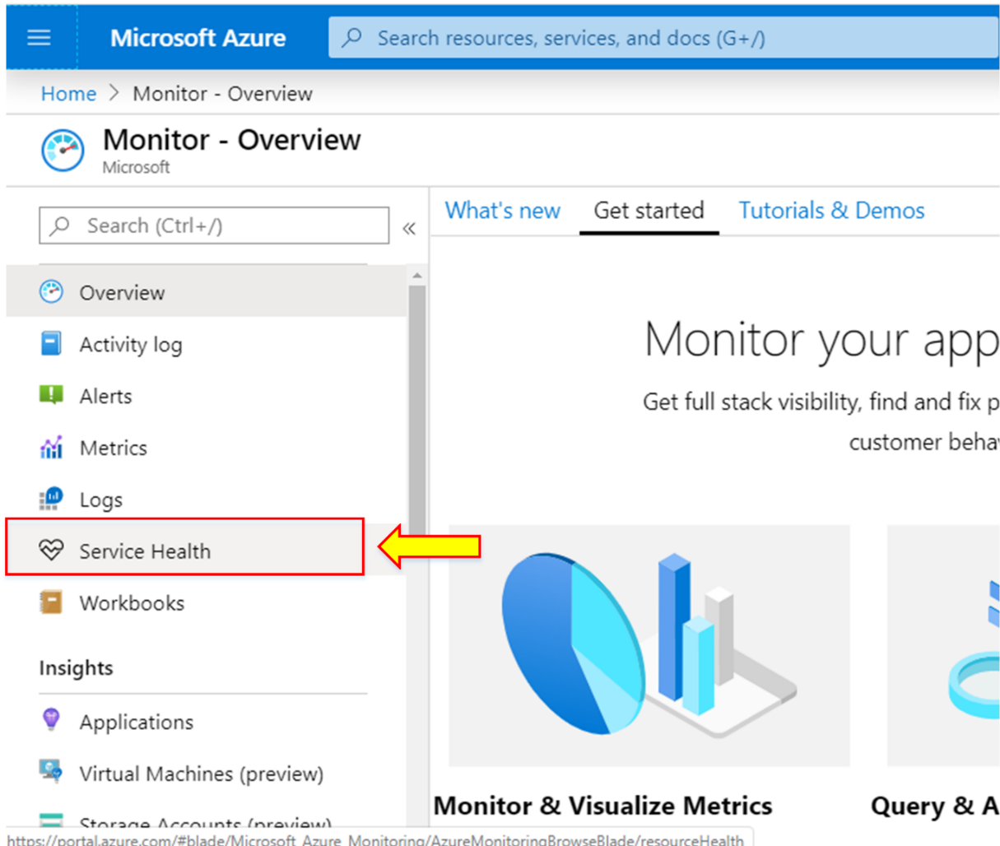 Microsoft Azure
Search resources, services, and docs (G+/)
Home > Monitor - Overview
Monitor - Overview
Microsoft
Search (Ctrl+/)
«
What's new Get started Tutorials & Demos
Overview
Activity log
Alerts
Metrics
Logs
Service Health
Workbooks
Insights
Applications
Virtual Machines (preview)
Storage Accounts (preview)
Monitor your app
Get full stack visibility, find and fix p
customer beha
Monitor & Visualize Metrics
Query & A
https://portal.azure.com/#blade/Microsoft_Azure_Monitoring/AzureMonitoringBrowseBlade/resourceHealth